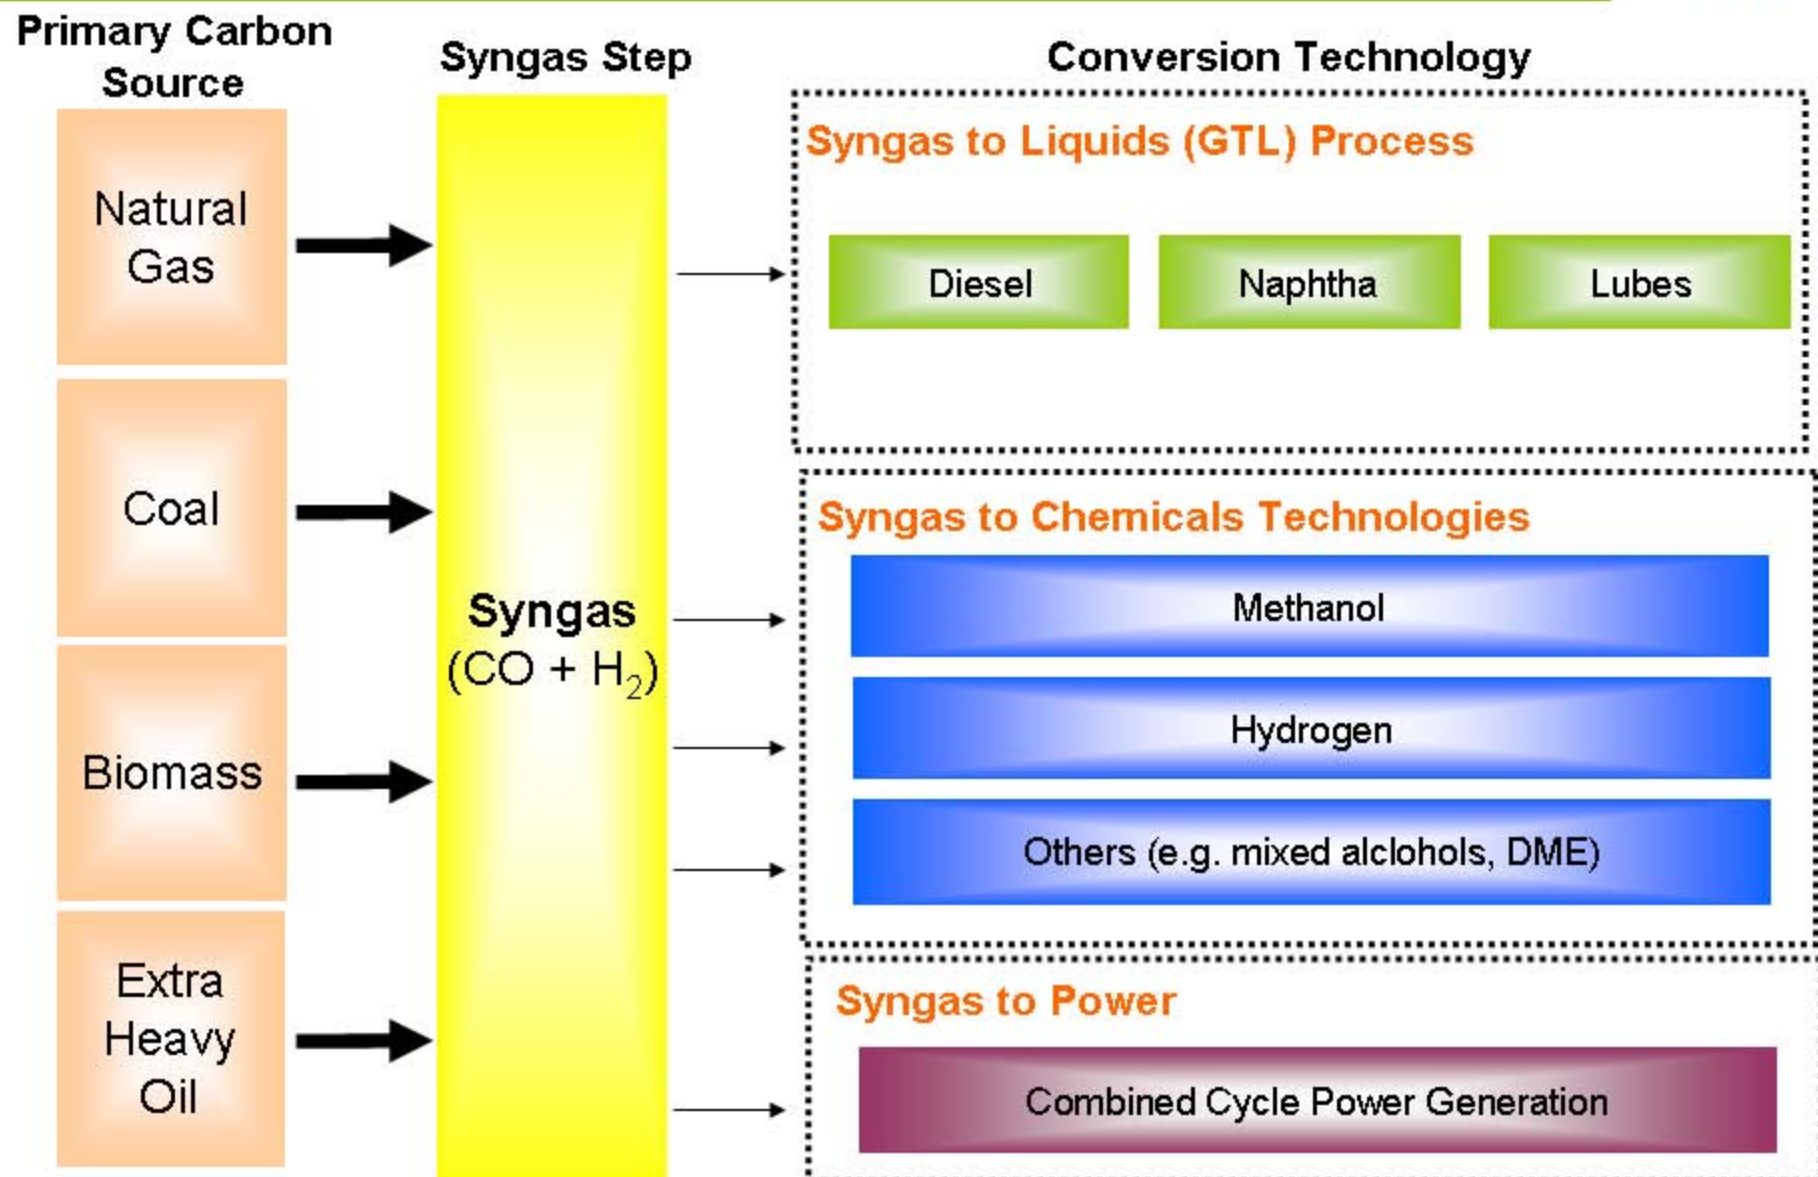 Primary Carbon
Source
Syngas Step
Conversion Technology
Natural
Gas
Coal
Biomass
Extra
Heavy
Oil
Syngas
(CO + H₂)
Syngas to Liquids (GTL) Process
Diesel
Naphtha
Lubes
Syngas to Chemicals Technologies
Methanol
Hydrogen
Others (e.g. mixed alclohols, DME)
Syngas to Power
Combined Cycle Power Generation